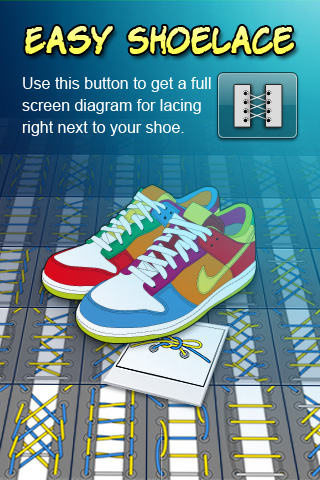 EASY SHOELACE
Use this button to get a full
screen diagram for lacing
right next to your shoe.